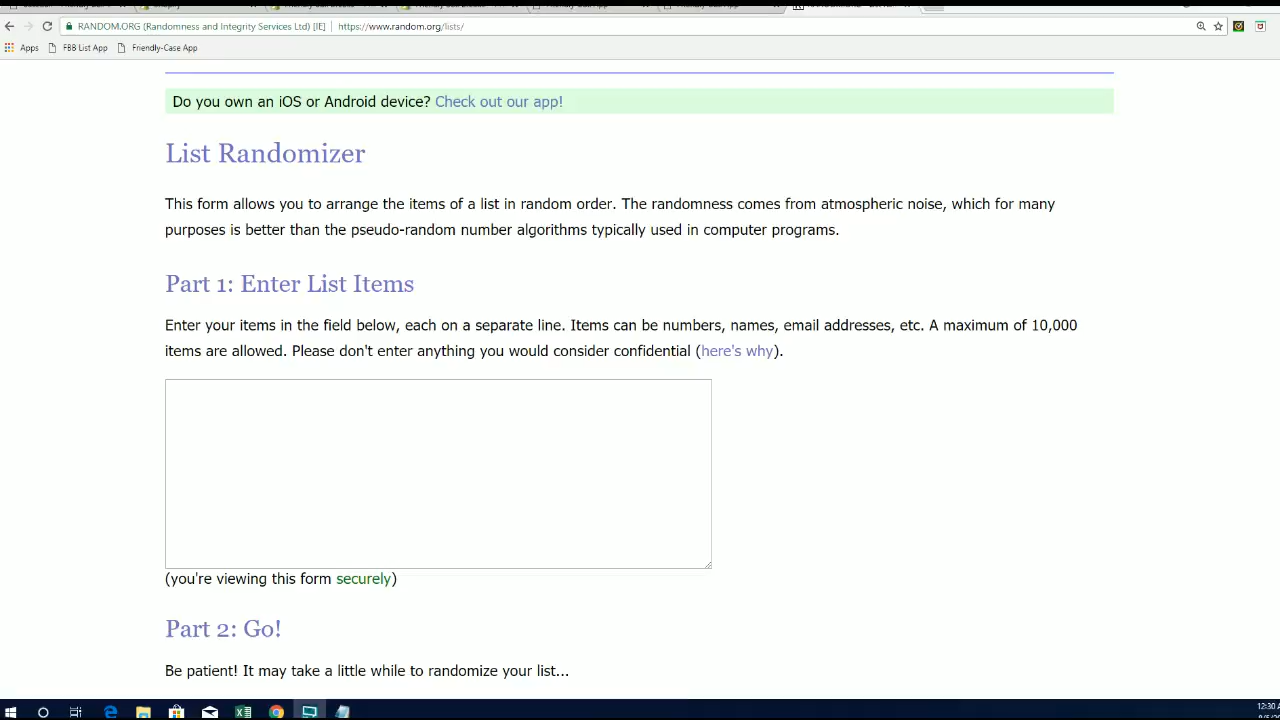 RANDOM.ORG (Randomness and Integrity Services Ltd) [IE] https://www.random.org/lists/
Apps FBB List App Friendly-Case App
Do you own an iOS or Android device? Check out our app!
List Randomizer
This form allows you to arrange the items of a list in random order. The randomness comes from atmospheric noise, which for many
purposes is better than the pseudo-random number algorithms typically used in computer programs.
Part 1: Enter List Items
Enter your items in the field below, each on a separate line. Items can be numbers, names, email addresses, etc. A maximum of 10,000
items are allowed. Please don't enter anything you would consider confidential (here's why).
(you're viewing this form securely)
Part 2: Go!
Be patient! It may take a little while to randomize your list...
12:30